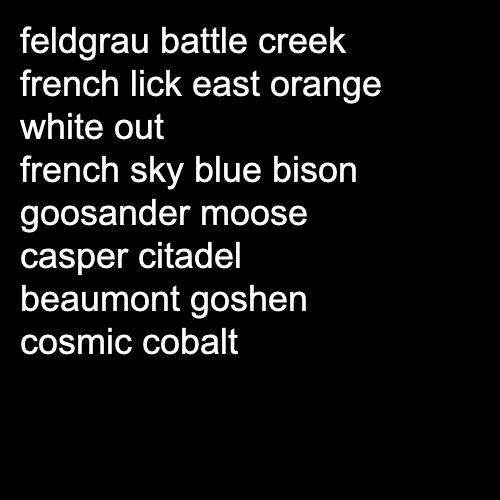 feldgrau battle creek
french lick east orange
white out
french sky blue bison
goosander moose
casper citadel
beaumont goshen
cosmic cobalt